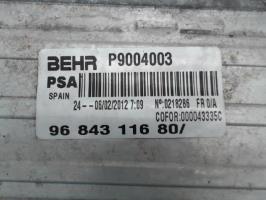 BEHR P9004003
PSA
SPAIN
24--06/02/2012 7:09 Nº:0219286 FR 0/A
COFOR:000043335C
96 843 116 80/